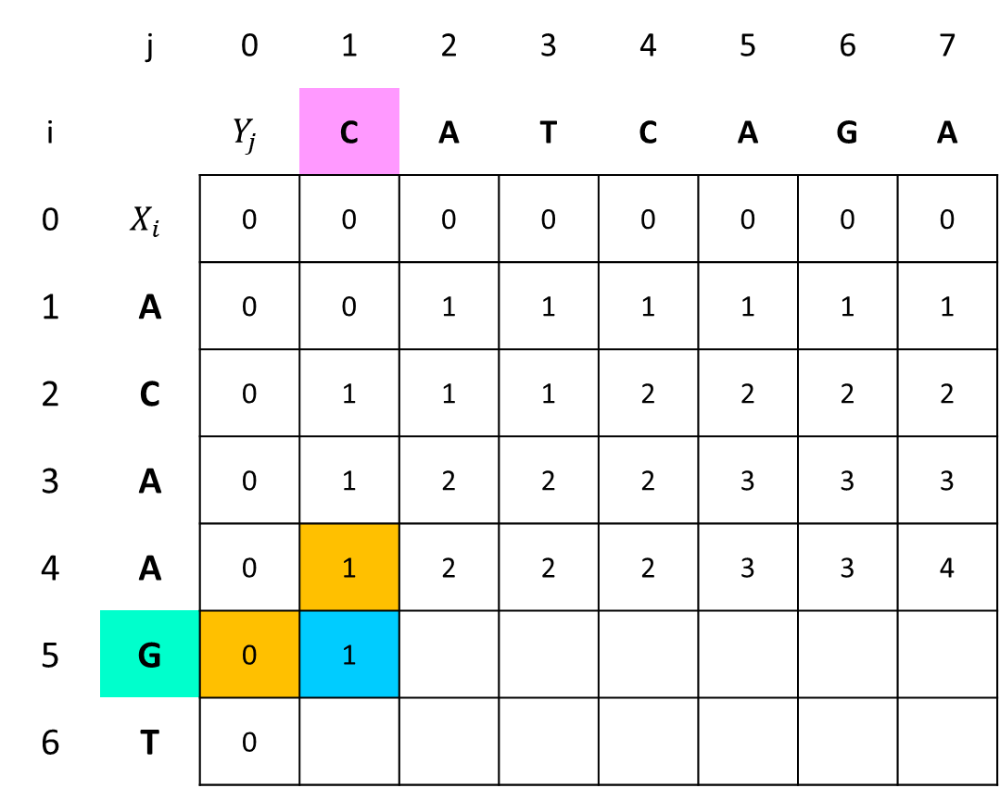 j 0 1 2 3 4 5 6 7
i Yj C A T C A G A
0 Xi 0 0 0 0 0 0 0 0
1 A 0 0 1 1 1 1 1 1
2 C 0 1 1 1 2 2 2 2
3 A 0 1 2 2 2 3 3 3
4 A 0 1 2 2 2 3 3 4
5 G 0 1
6 T 0